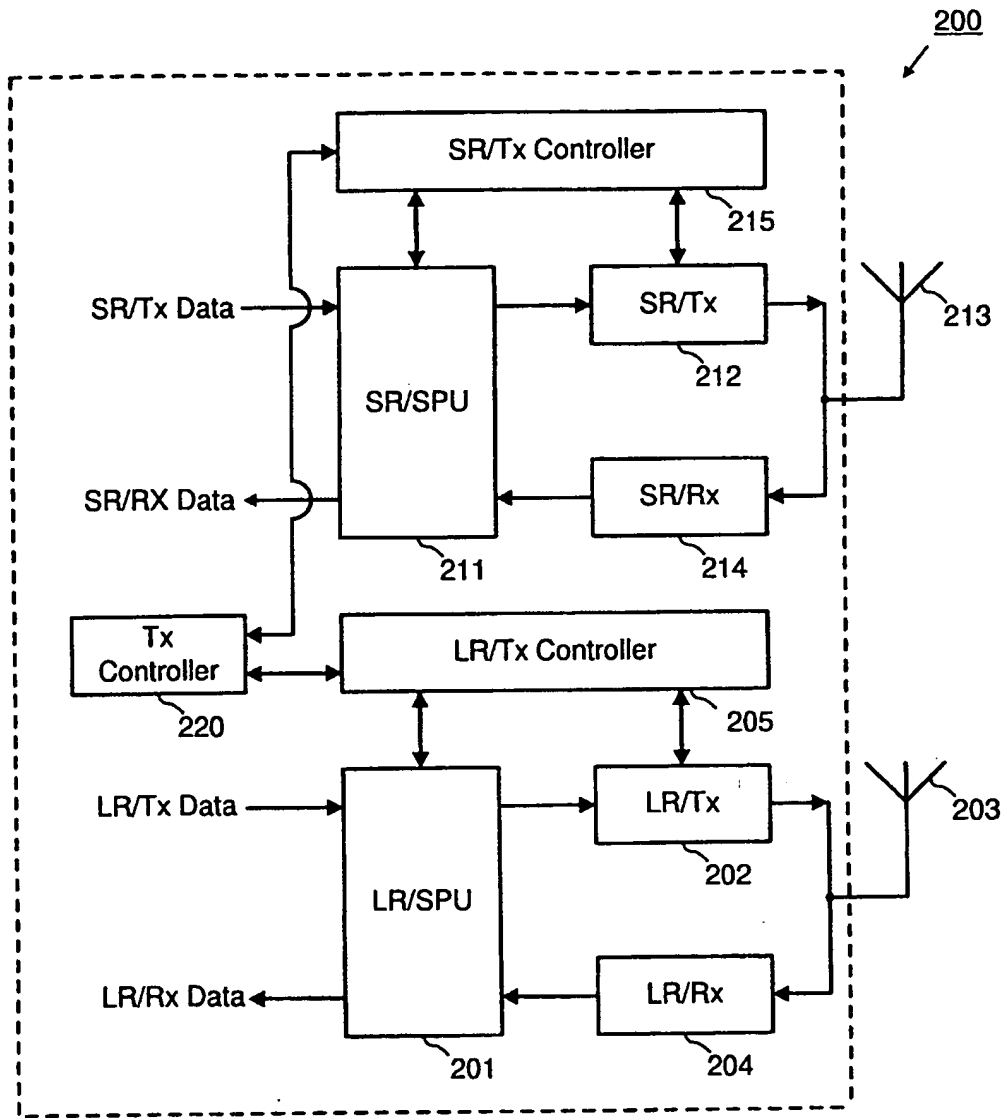 200
SR/Tx Controller
215
SR/Tx Data
SR/SPU
SR/Tx
212
213
SR/RX Data
SR/Rx
211
214
Tx
Controller
220
LR/Tx Controller
205
LR/Tx Data
LR/SPU
LR/Tx
202
203
LR/Rx Data
LR/Rx
201
204